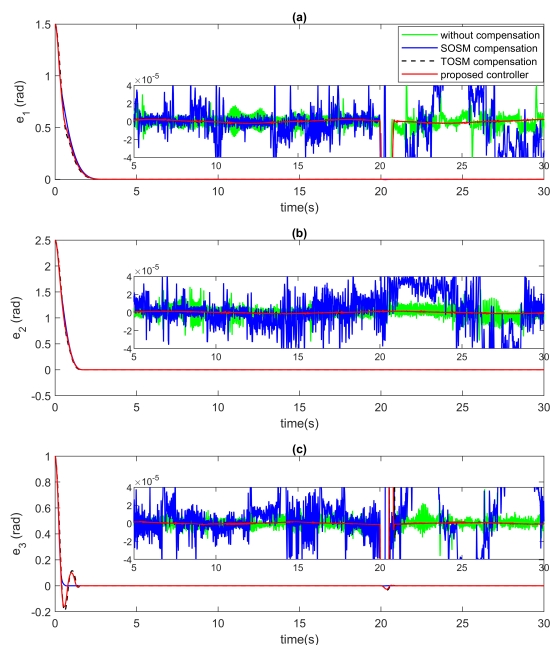 (a)
1.5
1
0.5
0
e1 (rad)
without compensation
SOSM compensation
TOSM compensation
proposed controller
×10-5
4
2
0
-2
-4
5 10 15 20 25 30
0 5 10 15 20 25 30
time(s)
(b)
2.5
2
1.5
1
0.5
0
-0.5
e2 (rad)
×10-5
4
2
0
-2
-4
5 10 15 20 25 30
0 5 10 15 20 25 30
time(s)
(c)
1
0.8
0.6
0.4
0.2
0
-0.2
e3 (rad)
×10-5
4
2
0
-2
-4
5 10 15 20 25 30
0 5 10 15 20 25 30
time(s)